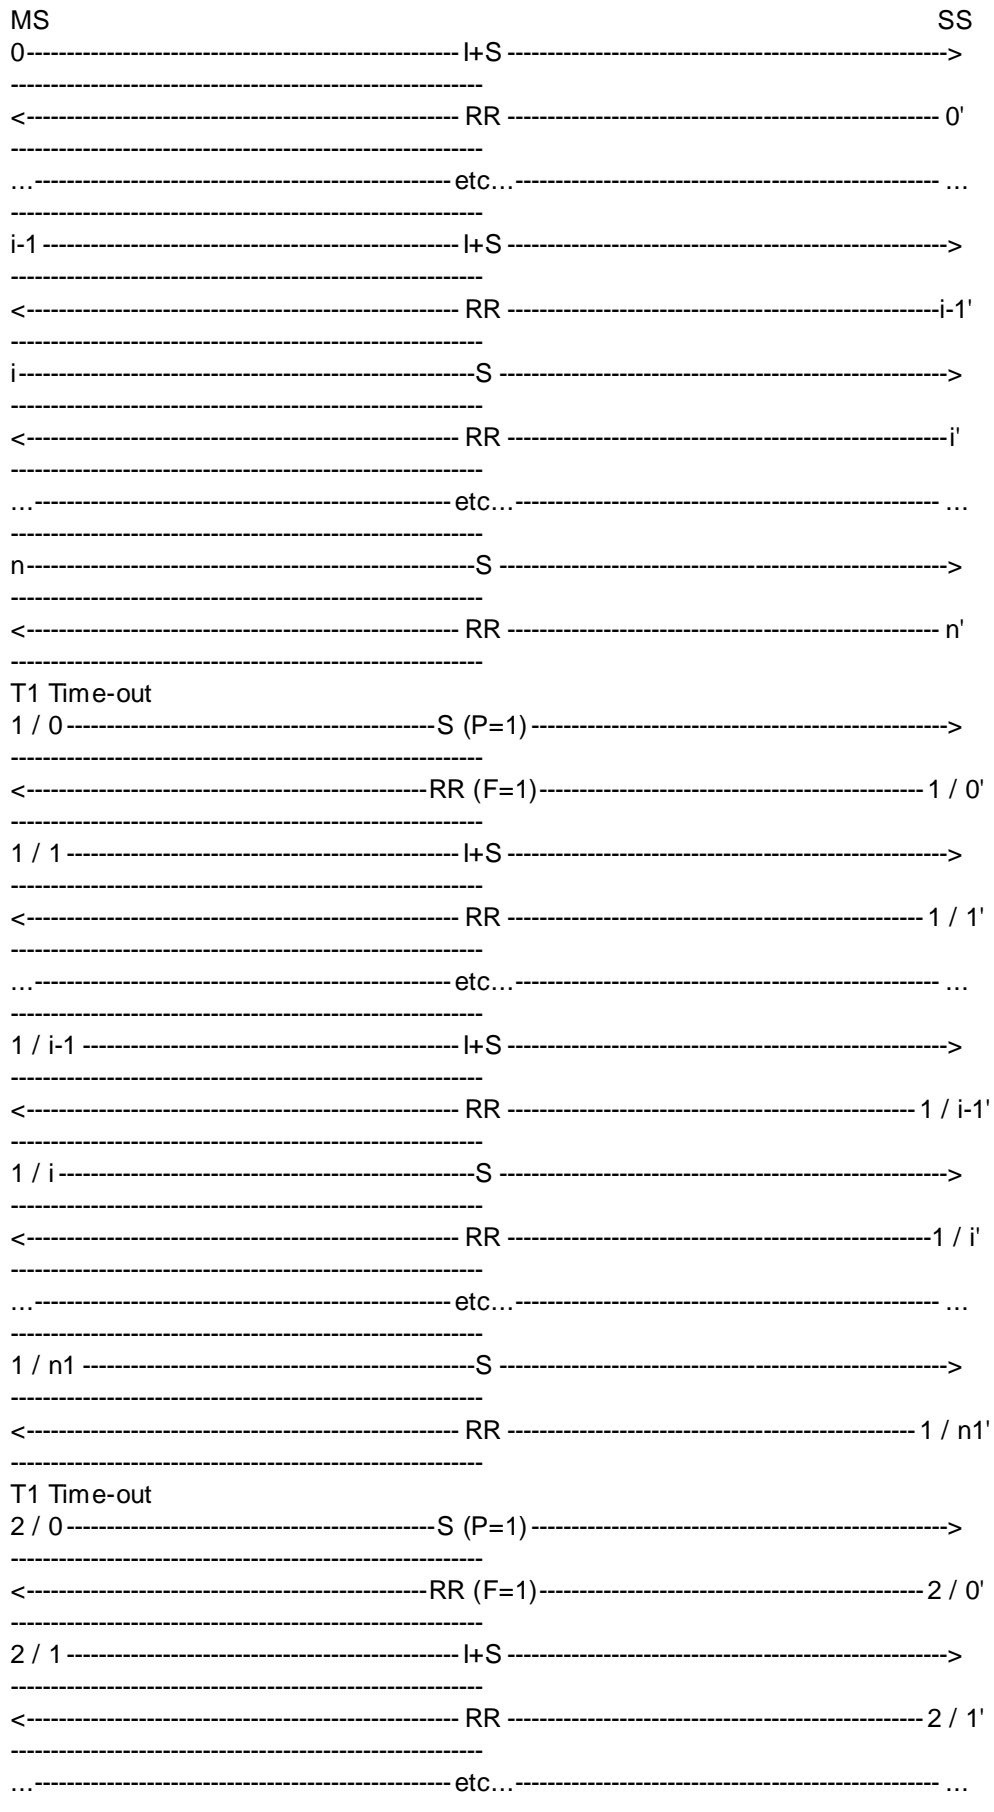 MS SS
0------------------------------------------------------ I+S ------------------------------------------------------->
-----------------------------------------------------------
<------------------------------------------------------ RR ------------------------------------------------------ 0'
-----------------------------------------------------------
…---------------------------------------------------- etc…----------------------------------------------------- …
-----------------------------------------------------------
i-1 ---------------------------------------------------- I+S ------------------------------------------------------->
-----------------------------------------------------------
<------------------------------------------------------ RR ------------------------------------------------------i-1'
-----------------------------------------------------------
i---------------------------------------------------------S -------------------------------------------------------->
-----------------------------------------------------------
<------------------------------------------------------ RR -------------------------------------------------------i'
-----------------------------------------------------------
…---------------------------------------------------- etc…----------------------------------------------------- …
-----------------------------------------------------------
n--------------------------------------------------------S -------------------------------------------------------->
-----------------------------------------------------------
<------------------------------------------------------ RR ------------------------------------------------------ n'
-----------------------------------------------------------
T1 Time-out
1 / 0---------------------------------------------- S (P=1) ---------------------------------------------------->
-----------------------------------------------------------
<--------------------------------------------------RR (F=1)------------------------------------------------ 1 / 0'
-----------------------------------------------------------
1 / 1 ------------------------------------------------- I+S ------------------------------------------------------->
-----------------------------------------------------------
<------------------------------------------------------ RR ---------------------------------------------------- 1 / 1'
-----------------------------------------------------------
…---------------------------------------------------- etc…----------------------------------------------------- …
-----------------------------------------------------------
1 / i-1 ----------------------------------------------- I+S ------------------------------------------------------->
-----------------------------------------------------------
<------------------------------------------------------ RR --------------------------------------------------- 1 / i-1'
-----------------------------------------------------------
1 / i----------------------------------------------------S -------------------------------------------------------->
-----------------------------------------------------------
<------------------------------------------------------ RR -----------------------------------------------------1 / i'
-----------------------------------------------------------
…---------------------------------------------------- etc…----------------------------------------------------- …
-----------------------------------------------------------
1 / n1 -------------------------------------------------S -------------------------------------------------------->
-----------------------------------------------------------
<------------------------------------------------------ RR --------------------------------------------------- 1 / n1'
-----------------------------------------------------------
T1 Time-out
2 / 0---------------------------------------------- S (P=1) ---------------------------------------------------->
-----------------------------------------------------------
<--------------------------------------------------RR (F=1)------------------------------------------------ 2 / 0'
-----------------------------------------------------------
2 / 1 ------------------------------------------------- I+S ------------------------------------------------------->
-----------------------------------------------------------
<------------------------------------------------------ RR ---------------------------------------------------- 2 / 1'
-----------------------------------------------------------
…---------------------------------------------------- etc…----------------------------------------------------- …